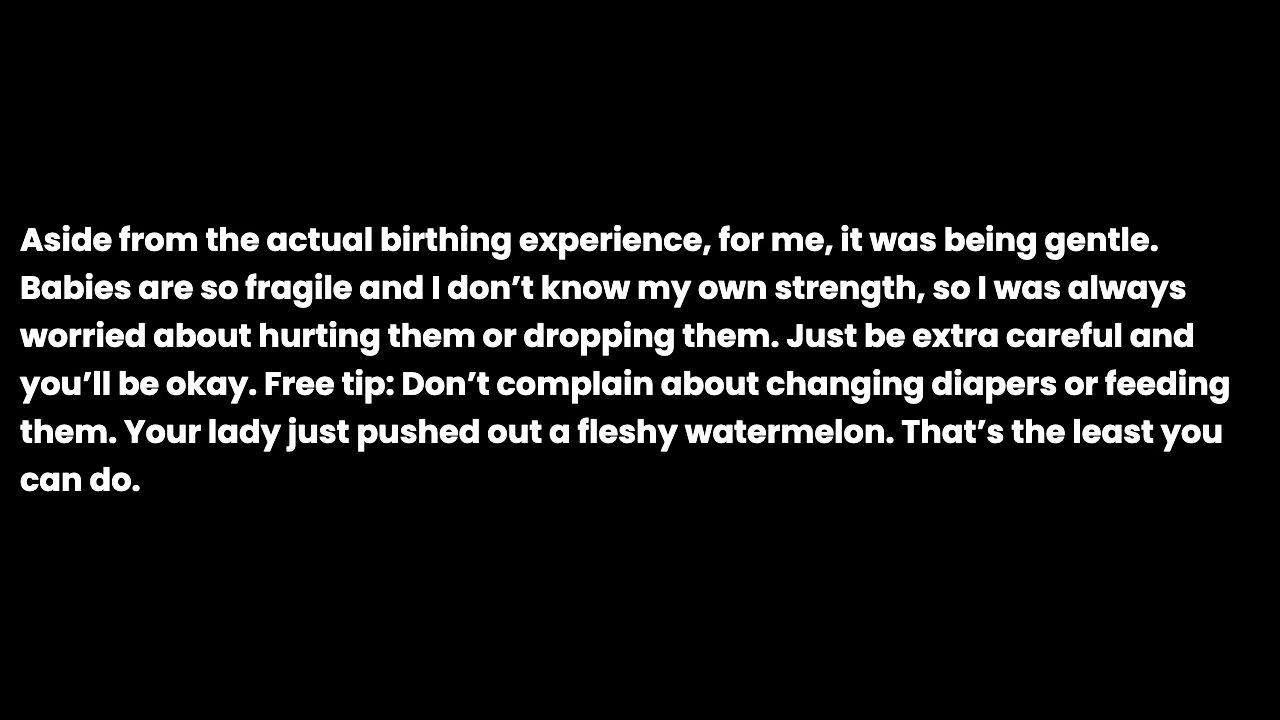 Aside from the actual birthing experience, for me, it was being gentle.
Babies are so fragile and I don’t know my own strength, so I was always
worried about hurting them or dropping them. Just be extra careful and
you’ll be okay. Free tip: Don’t complain about changing diapers or feeding
them. Your lady just pushed out a fleshy watermelon. That’s the least you
can do.